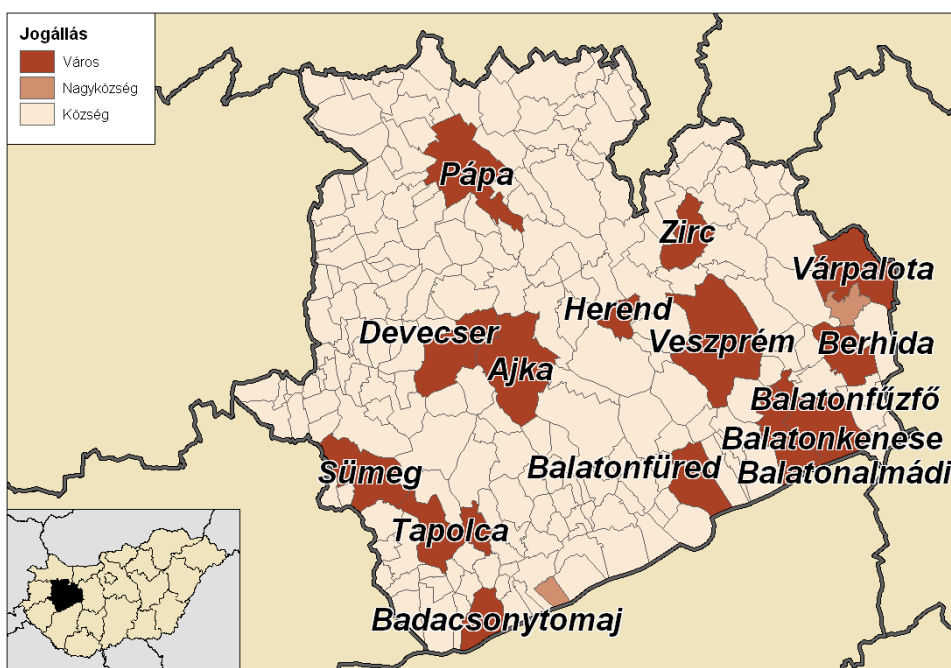 Jogállás
Város
Nagyközség
Község
Pápa
Zirc
Várpalota
Herend
Devecser
Veszprém
Berhida
Ajka
Balatonfűzfő
Balatonkenese
Balatonfüred
Balatonalmádi
Sümeg
Tapolca
Badacsonytomaj